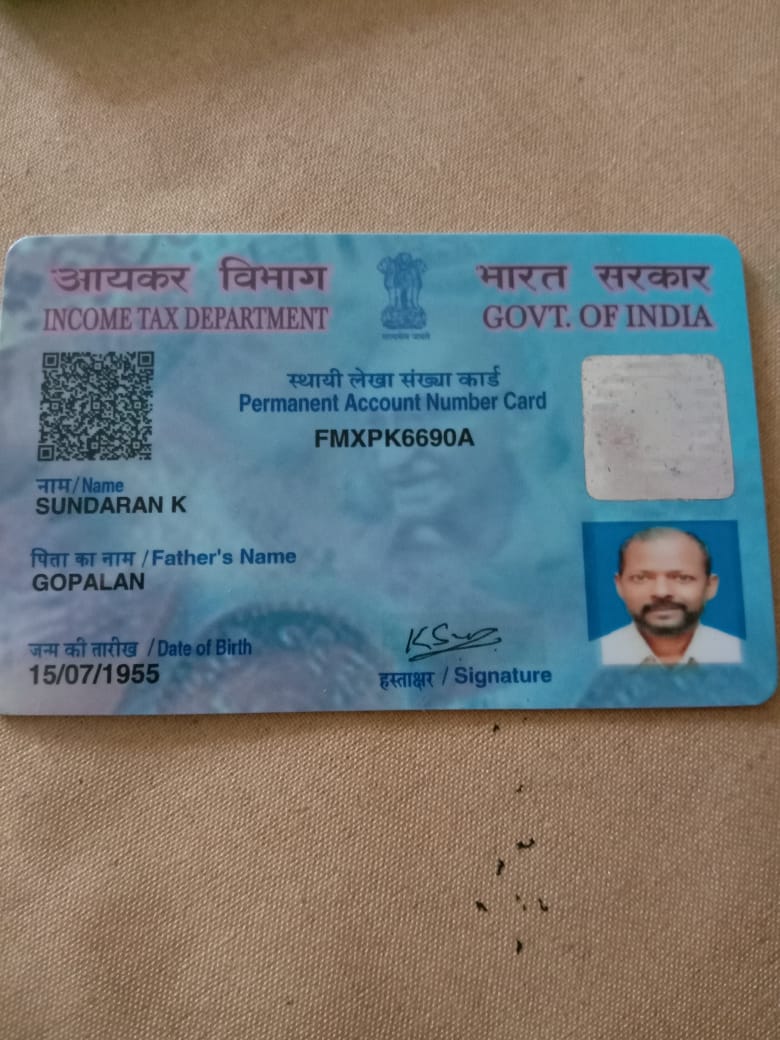 आयकर विभाग
INCOME TAX DEPARTMENT
सत्यमेव जयते
भारत सरकार
GOVT. OF INDIA
स्थायी लेखा संख्या कार्ड
Permanent Account Number Card
FMXPK6690A
नाम/Name
SUNDARAN K
पिता का नाम/Father's Name
GOPALAN
जन्म की तारीख/Date of Birth
15/07/1955
हस्ताक्षर/Signature